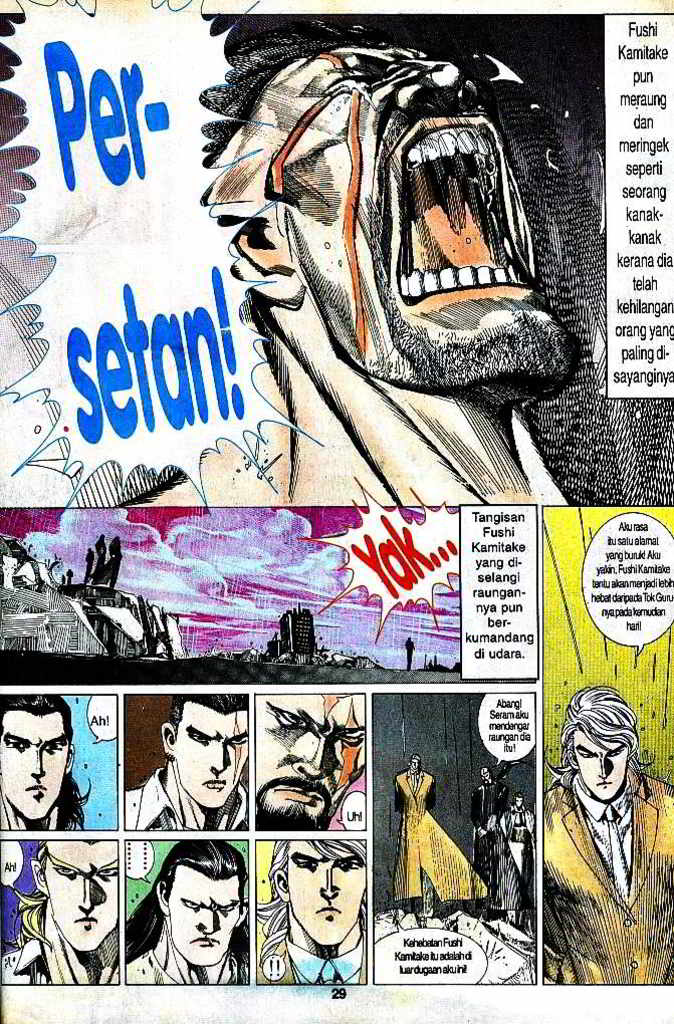 Per-
setan!
Fushi
Kamitake
pun
meraung
dan
meringek
seperti
seorang
kanak-
kanak
kerana dia
telah
kehilangan
orang yang
paling di-
sayanginya
Yak...
Tangisan
Fushi
Kamitake
yang di-
selangi
raungan-
nya pun
ber-
kumandang
di udara.
Aku rasa
itu satu alamat
yang buruk! Aku
yakin, Fushi Kamitake
tentu akan menjadi lebih
hebat daripada Tok Guru-
nya pada kemudian
hari!
Ah!
Uh!
Abang!
Seram aku
mendengar
raungan dia
itu!
Ah!
......
!!
Kehebatan Fushi
Kamitake itu adalah di
luar dugaan aku ini!
29